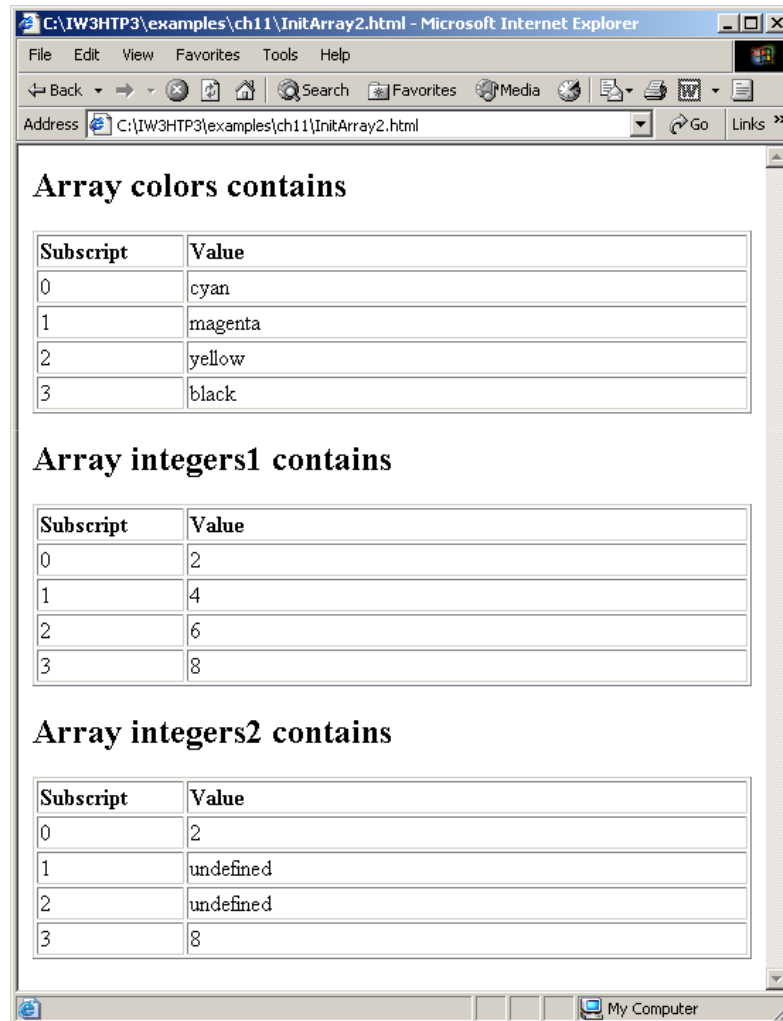 C:\IW3HTP3\examples\ch11\InitArray2.html - Microsoft Internet Explorer
File Edit View Favorites Tools Help
Back Search Favorites Media
Address C:\IW3HTP3\examples\ch11\InitArray2.html Go Links »
Array colors contains
Subscript Value
0 cyan
1 magenta
2 yellow
3 black
Array integers1 contains
Subscript Value
0 2
1 4
2 6
3 8
Array integers2 contains
Subscript Value
0 2
1 undefined
2 undefined
3 8
My Computer